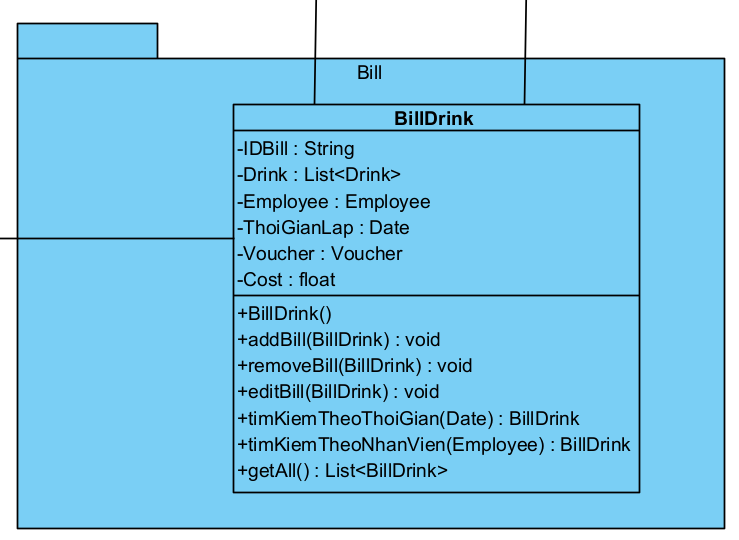 Bill
BillDrink
-IDBill : String
-Drink : List<Drink>
-Employee : Employee
-ThoiGianLap : Date
-Voucher : Voucher
-Cost : float
+BillDrink()
+addBill(BillDrink) : void
+removeBill(BillDrink) : void
+editBill(BillDrink) : void
+timKiemTheoThoiGian(Date) : BillDrink
+timKiemTheoNhanVien(Employee) : BillDrink
+getAll() : List<BillDrink>